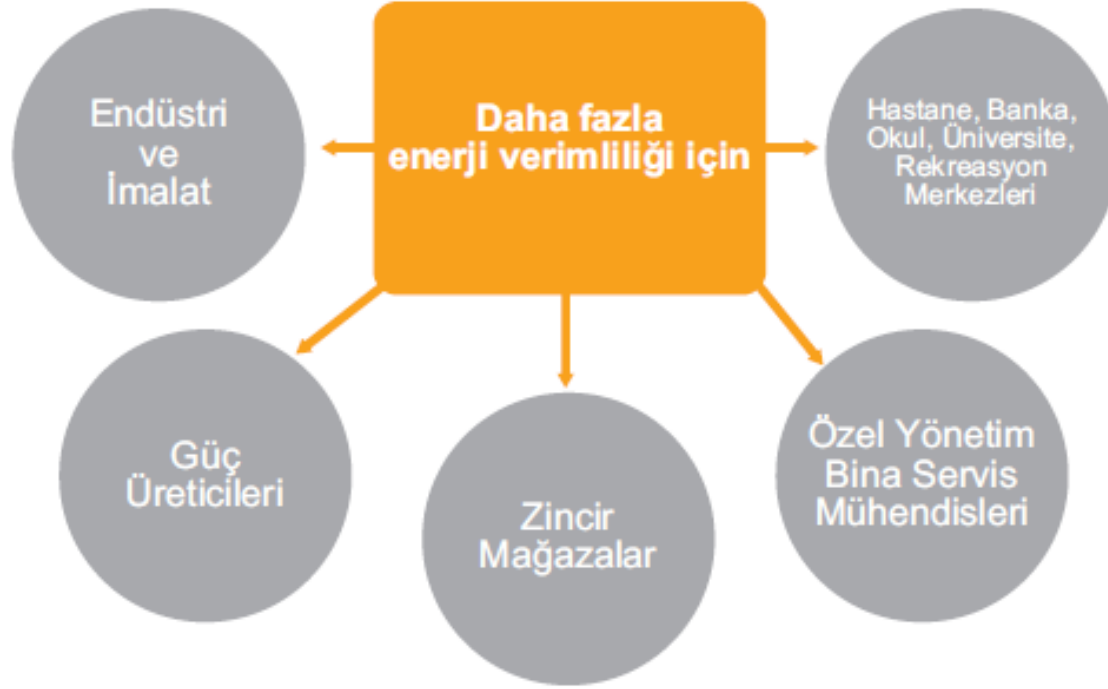 Daha fazla
enerji verimliliği için
Endüstri
ve
İmalat
Hastane, Banka,
Okul, Üniversite,
Rekreasyon
Merkezleri
Güç
Üreticileri
Zincir
Mağazalar
Özel Yönetim
Bina Servis
Mühendisleri